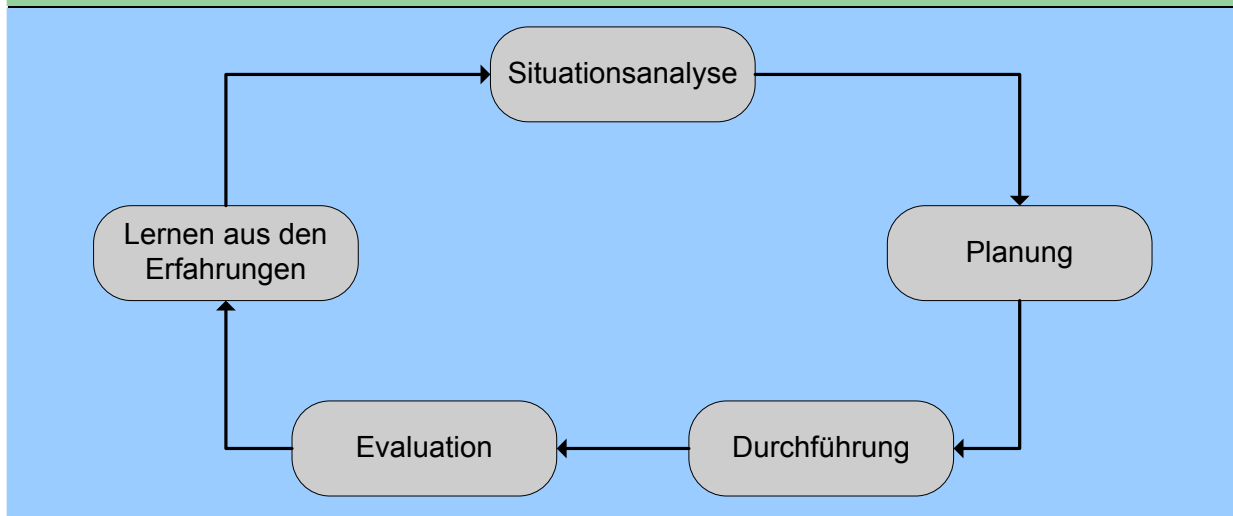 Situationsanalyse
Planung
Durchführung
Evaluation
Lernen aus den
Erfahrungen